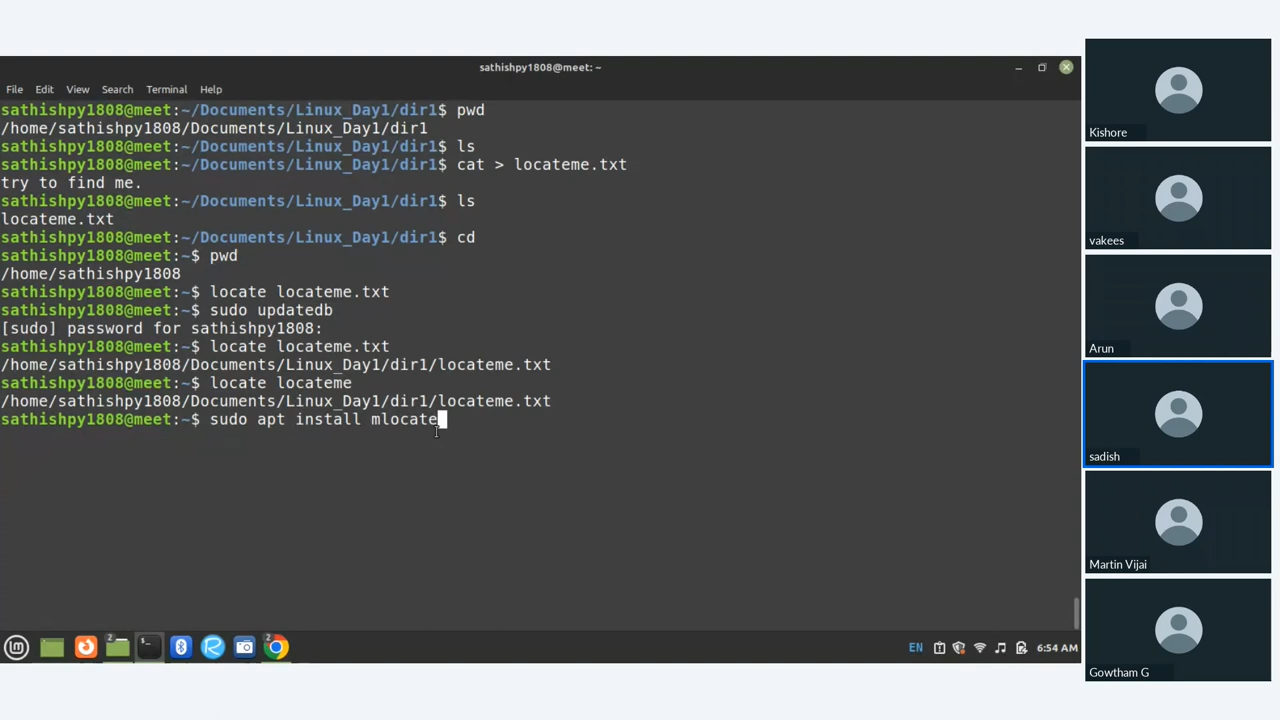 sathishpy1808@meet: ~
File Edit View Search Terminal Help
sathishpy1808@meet:~/Documents/Linux_Day1/dir1$ pwd
/home/sathishpy1808/Documents/Linux_Day1/dir1
sathishpy1808@meet:~/Documents/Linux_Day1/dir1$ ls
sathishpy1808@meet:~/Documents/Linux_Day1/dir1$ cat > locateme.txt
try to find me.
sathishpy1808@meet:~/Documents/Linux_Day1/dir1$ ls
locateme.txt
sathishpy1808@meet:~/Documents/Linux_Day1/dir1$ cd
sathishpy1808@meet:~$ pwd
/home/sathishpy1808
sathishpy1808@meet:~$ locate locateme.txt
sathishpy1808@meet:~$ sudo updatedb
[sudo] password for sathishpy1808:
sathishpy1808@meet:~$ locate locateme.txt
/home/sathishpy1808/Documents/Linux_Day1/dir1/locateme.txt
sathishpy1808@meet:~$ locate locateme
/home/sathishpy1808/Documents/Linux_Day1/dir1/locateme.txt
sathishpy1808@meet:~$ sudo apt install mlocate
2 2 EN 6:54 AM
Kishore
vakees
Arun
sadish
Martin Vijai
Gowtham G